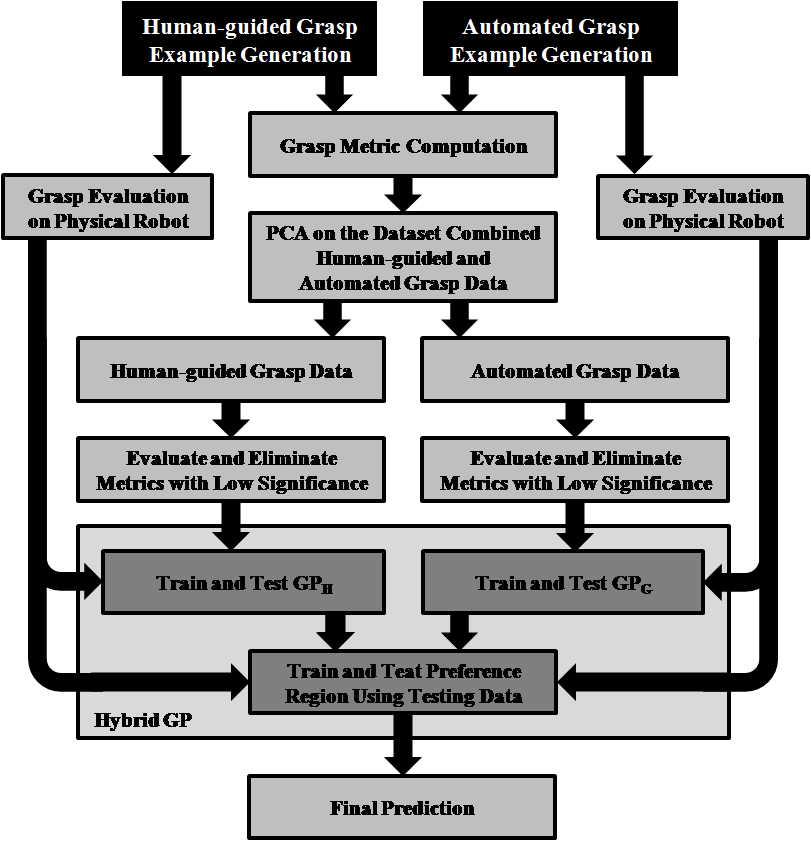 Human-guided Grasp
Example Generation
Automated Grasp
Example Generation
Grasp Metric Computation
Grasp Evaluation
on Physical Robot
Grasp Evaluation
on Physical Robot
PCA on the Dataset Combined
Human-guided and
Automated Grasp Data
Human-guided Grasp Data
Automated Grasp Data
Evaluate and Eliminate
Metrics with Low Significance
Evaluate and Eliminate
Metrics with Low Significance
Train and Test GPH
Train and Test GPG
Train and Teat Preference
Region Using Testing Data
Hybrid GP
Final Prediction